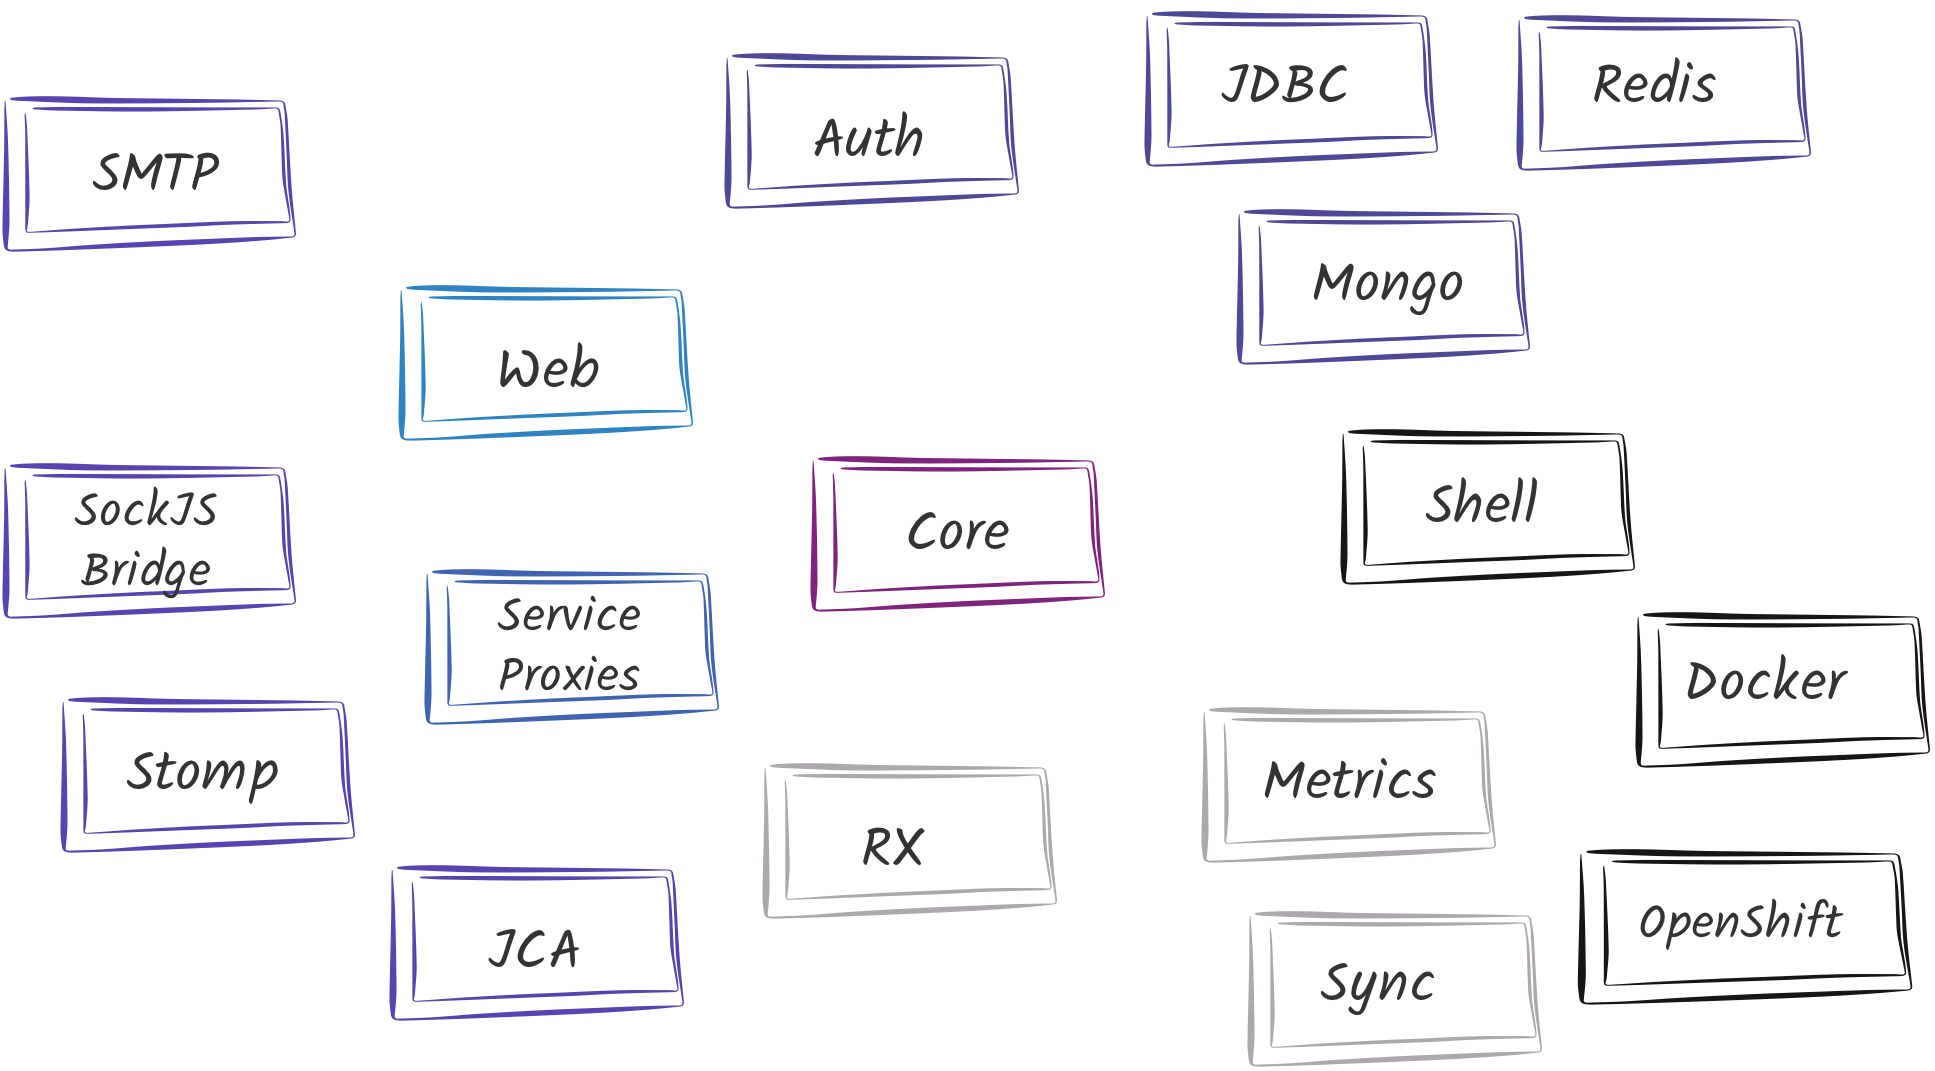 JDBC
Redis
Auth
SMTP
Mongo
Web
Shell
SockJS
Bridge
Core
Service
Proxies
Docker
Stomp
Metrics
RX
OpenShift
JCA
Sync